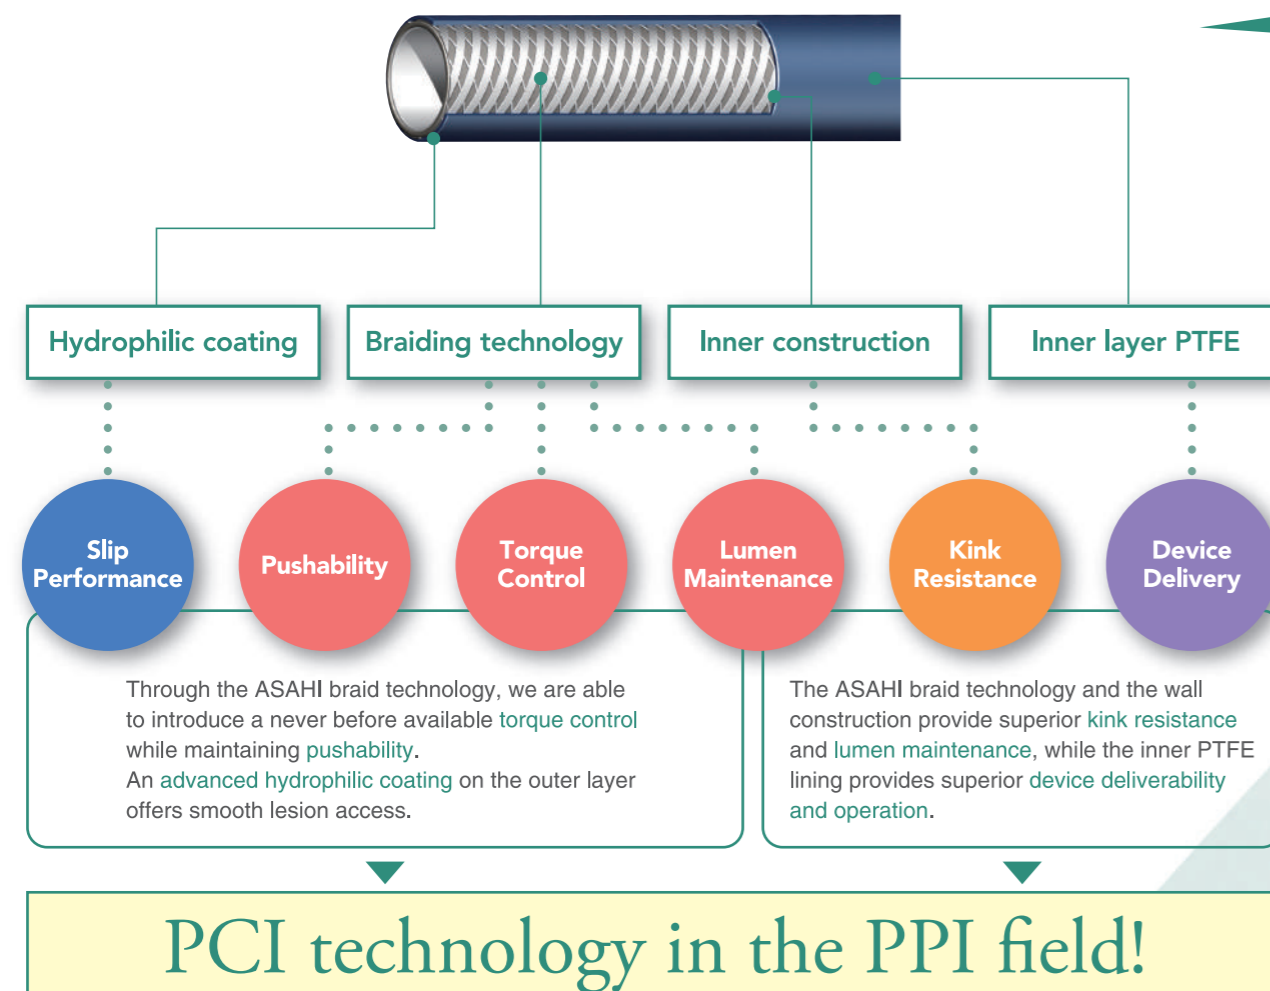 Hydrophilic coating
Braiding technology
Inner construction
Inner layer PTFE
Slip
Performance
Pushability
Torque
Control
Lumen
Maintenance
Kink
Resistance
Device
Delivery
Through the ASAHI braid technology, we are able
to introduce a never before available torque control
while maintaining pushability.
An advanced hydrophilic coating on the outer layer
offers smooth lesion access.
The ASAHI braid technology and the wall
construction provide superior kink resistance
and lumen maintenance, while the inner PTFE
lining provides superior device deliverability
and operation.
PCI technology in the PPI field!